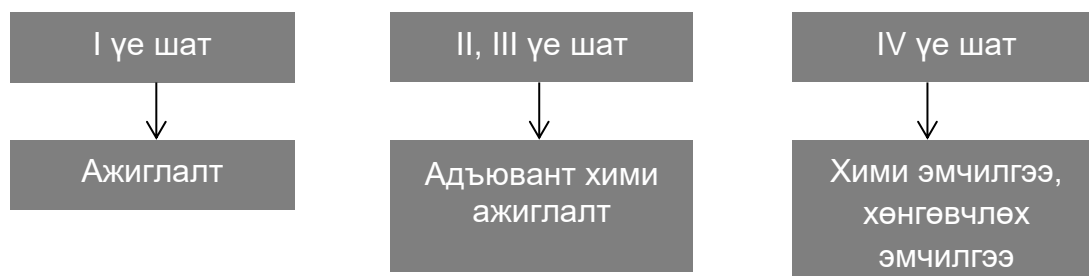 I үе шат
II, III үе шат
IV үе шат
Ажиглалт
Адъювант хими
ажиглалт
Хими эмчилгээ,
хөнгөвчлөх
эмчилгээ